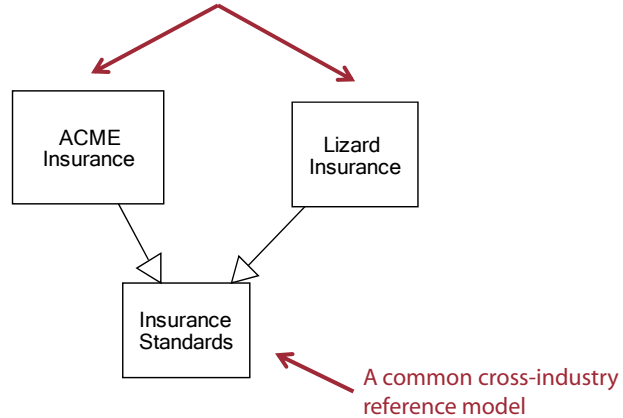 ACME
Insurance
Lizard
Insurance
Insurance
Standards
A common cross-industry
reference model